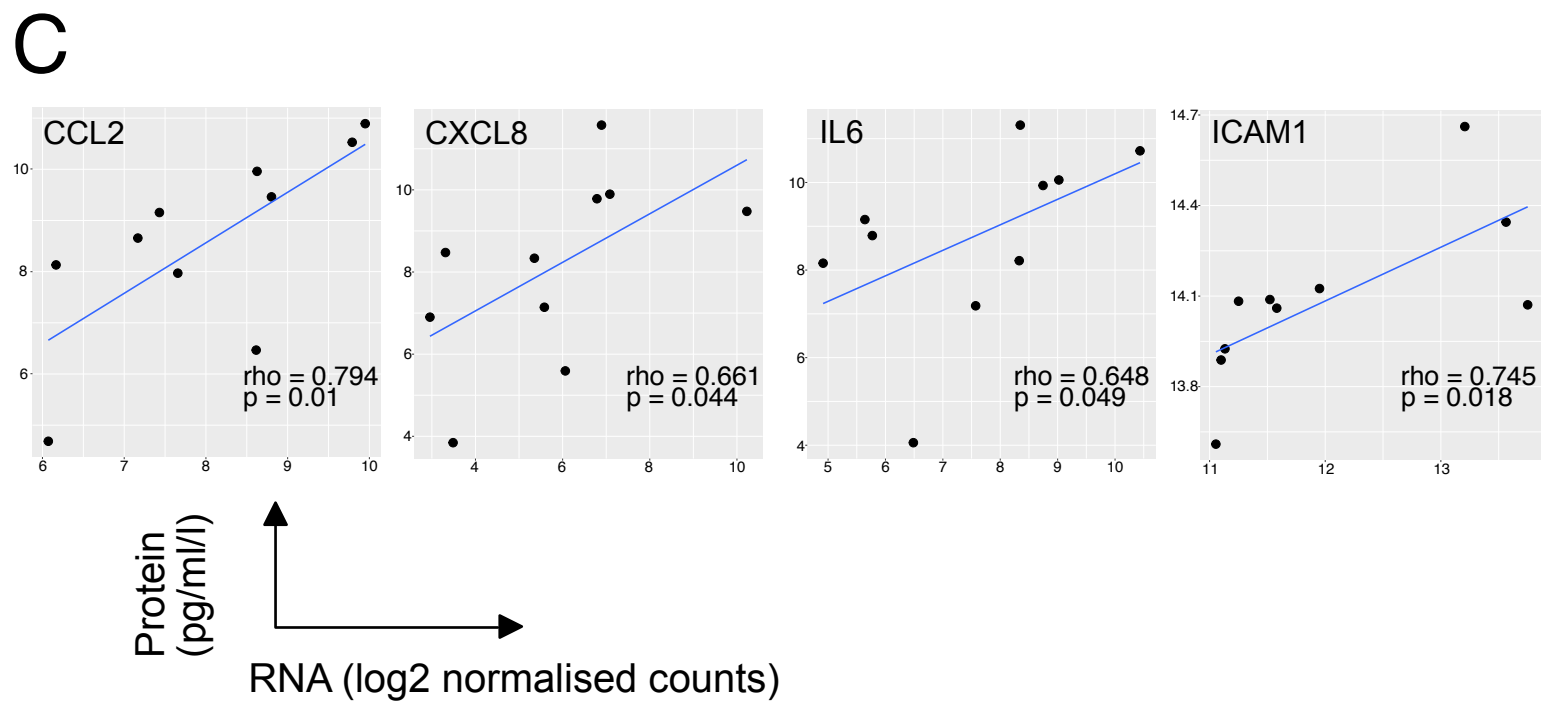 C
CCL2
10
8
6
rho = 0.794
p = 0.01
6 7 8 9 10
CXCL8
10
8
6
4
rho = 0.661
p = 0.044
4 6 8 10
IL6
10
8
6
4
rho = 0.648
p = 0.049
5 6 7 8 9 10
ICAM1
14.7
14.4
14.1
13.8
rho = 0.745
p = 0.018
11 12 13
Protein
(pg/ml/l)
RNA (log2 normalised counts)